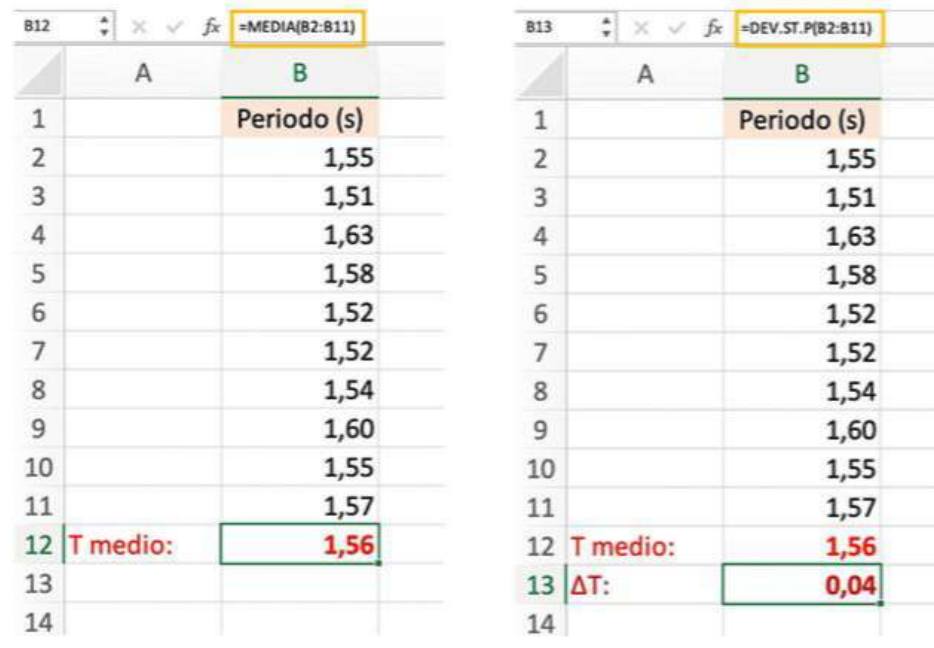 B12 fx =MEDIA(B2:B11)
A B
1 Periodo (s)
2 1,55
3 1,51
4 1,63
5 1,58
6 1,52
7 1,52
8 1,54
9 1,60
10 1,55
11 1,57
12 T medio: 1,56
13
14
B13 fx =DEV.ST.P(B2:B11)
A B
1 Periodo (s)
2 1,55
3 1,51
4 1,63
5 1,58
6 1,52
7 1,52
8 1,54
9 1,60
10 1,55
11 1,57
12 T medio: 1,56
13 ΔT: 0,04
14